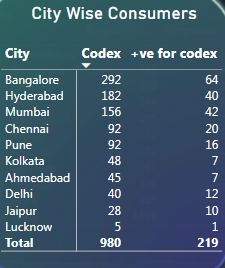 City Wise Consumers
City Codex +ve for codex
Bangalore 292 64
Hyderabad 182 40
Mumbai 156 42
Chennai 92 20
Pune 92 16
Kolkata 48 7
Ahmedabad 45 7
Delhi 40 12
Jaipur 28 10
Lucknow 5 1
Total 980 219